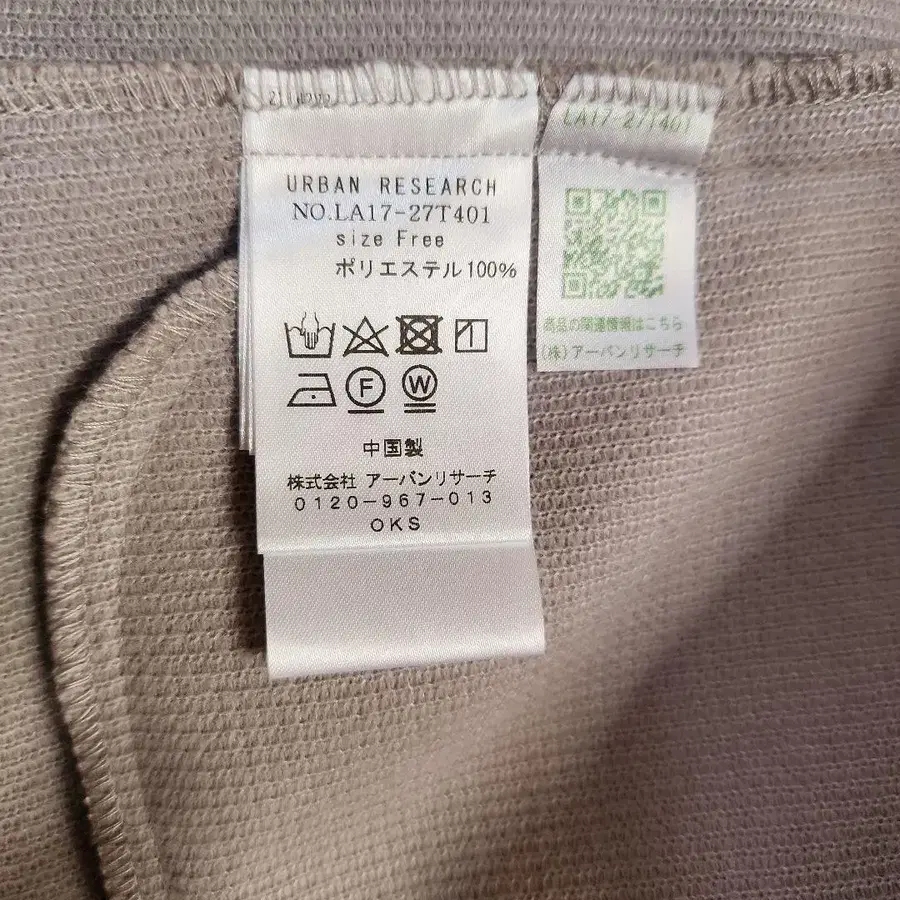 URBAN RESEARCH
NO.LA17-27T401
size Free
ポリエステル100%
F
W
中国製
株式会社 アーバンリサーチ
0120-967-013
OKS
LA17-27T401
商品の関連情報はこちら
(株)アーバンリサーチ